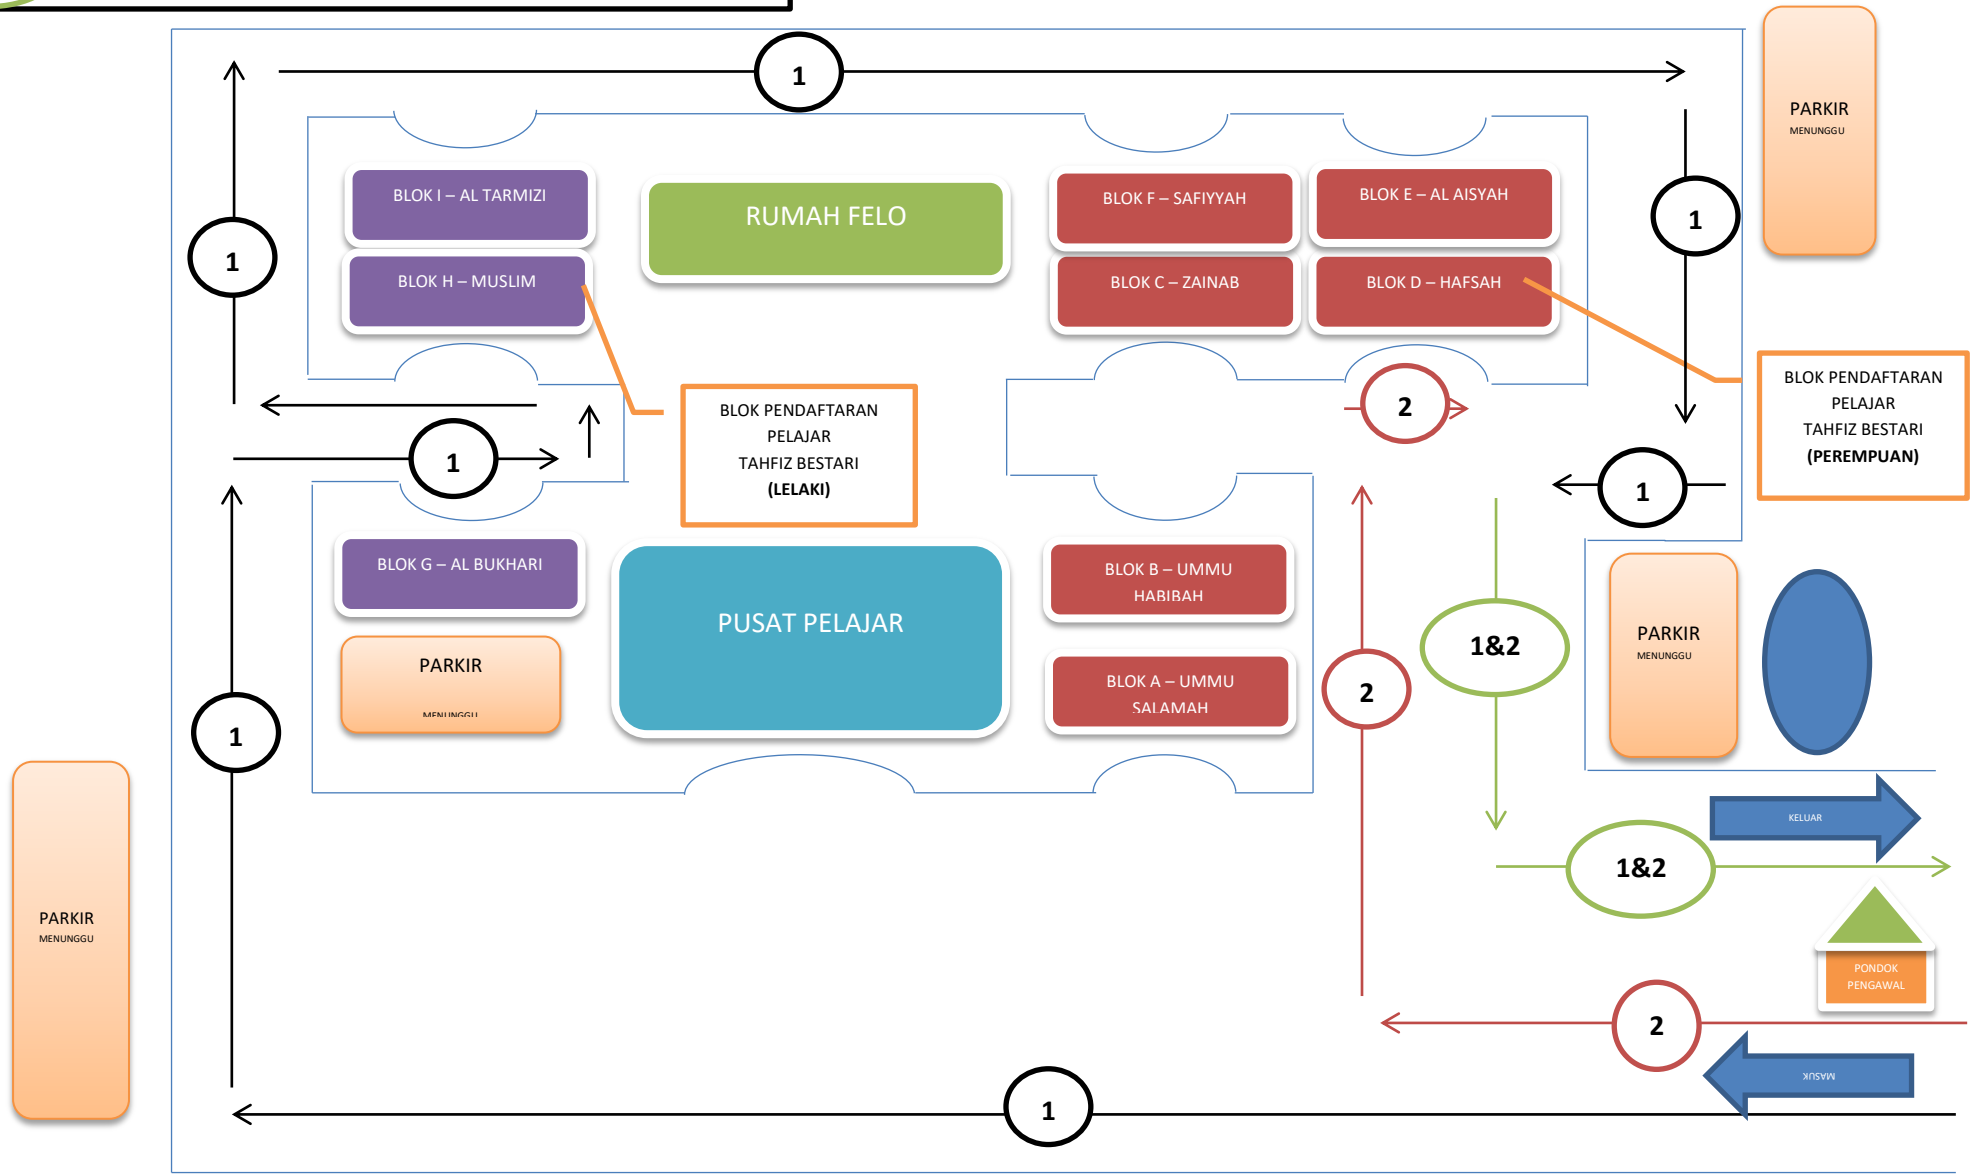 1
PARKIR
MENUNGGU
BLOK I – AL TARMIZI
RUMAH FELO
BLOK F – SAFIYYAH
BLOK E – AL AISYAH
1
1
BLOK H – MUSLIM
BLOK C – ZAINAB
BLOK D – HAFSAH
BLOK PENDAFTARAN
PELAJAR
TAHFIZ BESTARI
(LELAKI)
2
BLOK PENDAFTARAN
PELAJAR
TAHFIZ BESTARI
(PEREMPUAN)
1
1
BLOK G – AL BUKHARI
PUSAT PELAJAR
BLOK B – UMMU
HABIBAH
1&2
PARKIR
MENUNGGU
PARKIR
MENUNGGU
BLOK A – UMMU
SALAMAH
2
1
KELUAR
1&2
PARKIR
MENUNGGU
PONDOK
PENGAWAL
2
MASUK
1